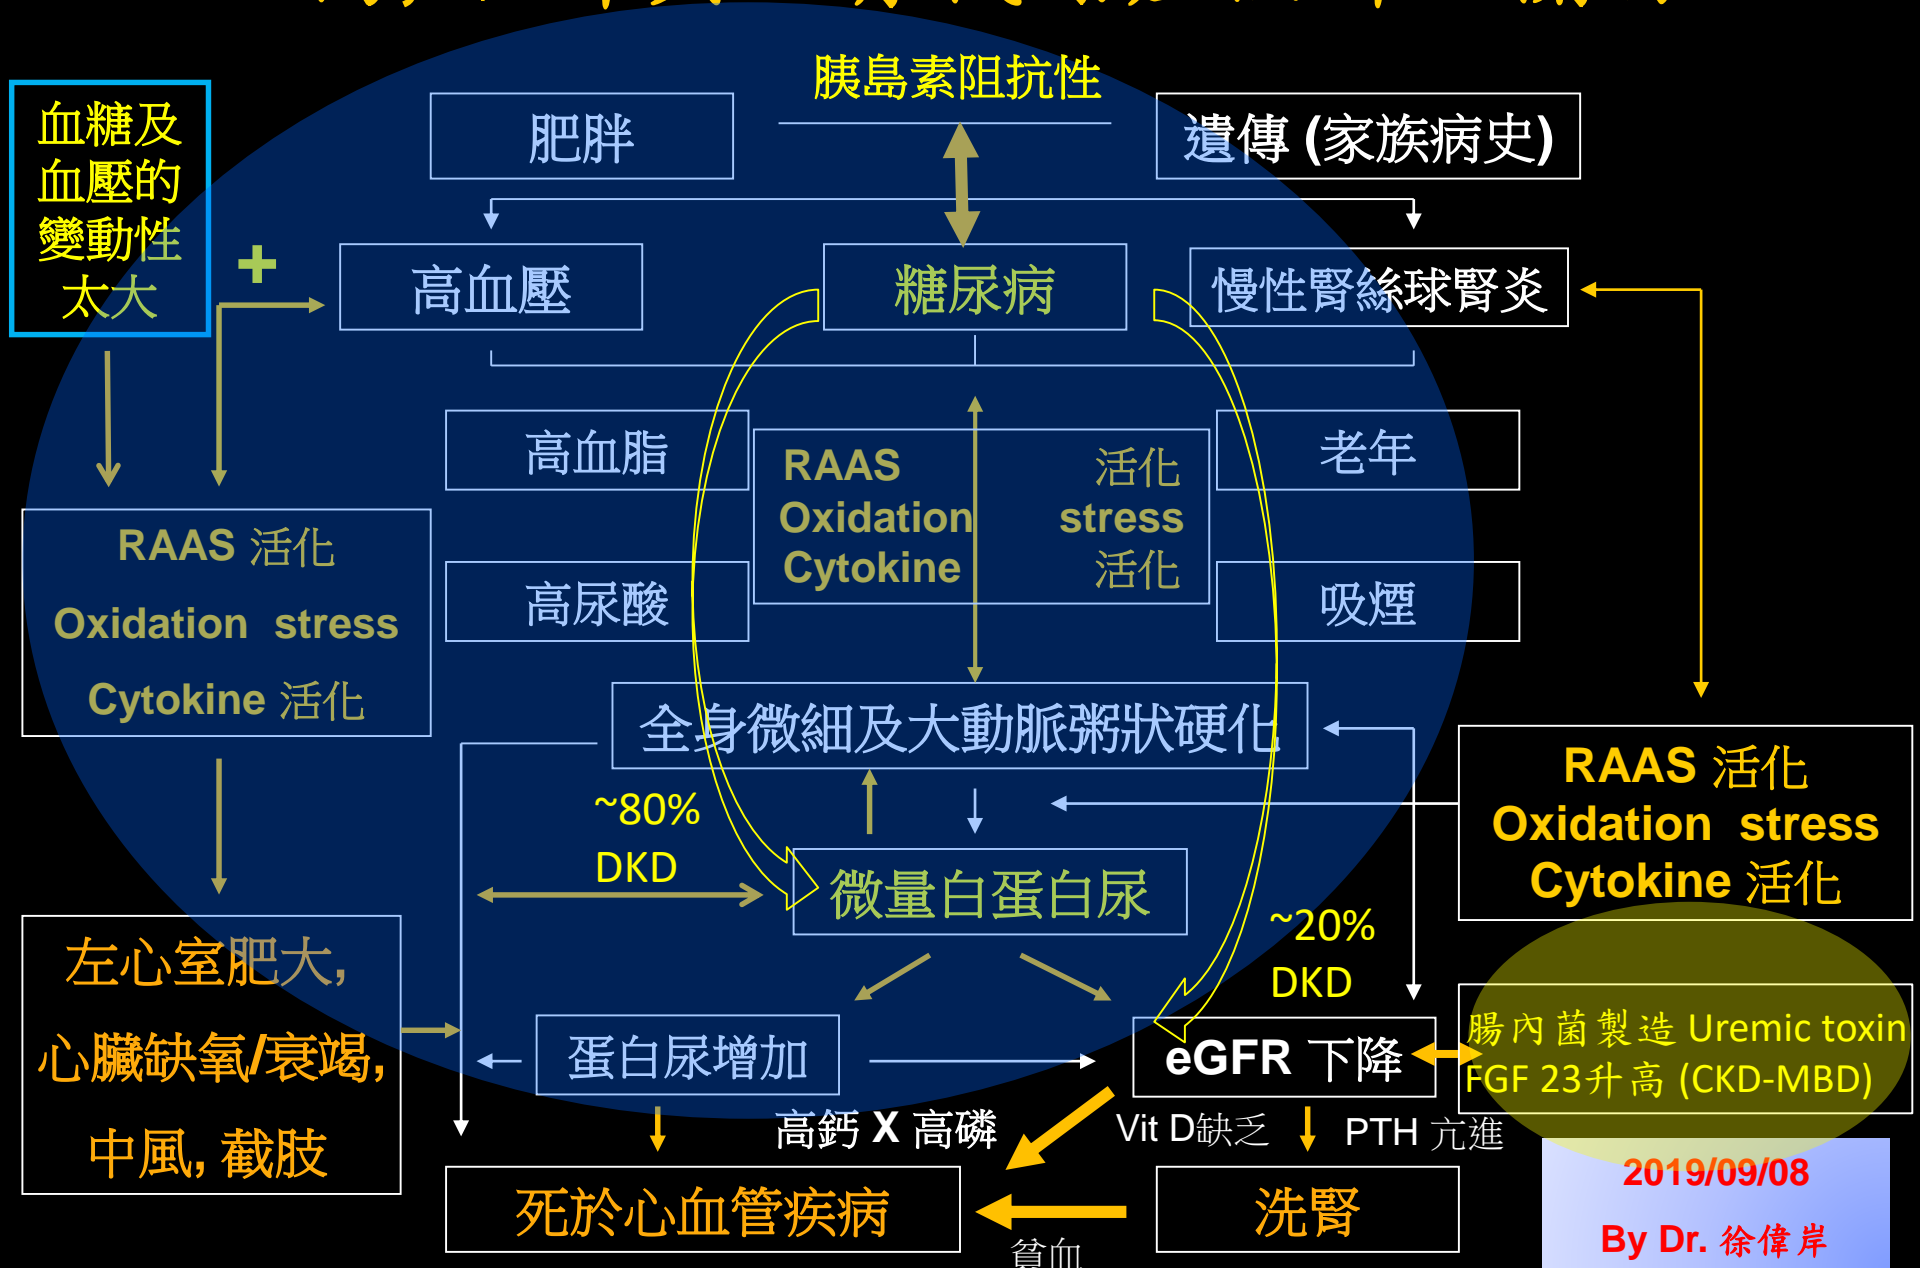 胰島素阻抗性
血糖及
血壓的
變動性
太大
肥胖
遺傳 (家族病史)
+
高血壓
糖尿病
慢性腎絲球腎炎
高血脂
RAAS 活化
Oxidation stress
Cytokine 活化
老年
RAAS 活化
Oxidation stress
Cytokine 活化
高尿酸
吸煙
全身微細及大動脈粥狀硬化
RAAS 活化
Oxidation stress
Cytokine 活化
~80%
DKD
微量白蛋白尿
~20%
DKD
左心室肥大,
心臟缺氧/衰竭,
中風, 截肢
蛋白尿增加
eGFR 下降
腸內菌製造 Uremic toxin
FGF 23升高 (CKD-MBD)
高鈣 X 高磷
Vit D缺乏
PTH 亢進
死於心血管疾病
洗腎
貧血
2019/09/08
By Dr. 徐偉岸